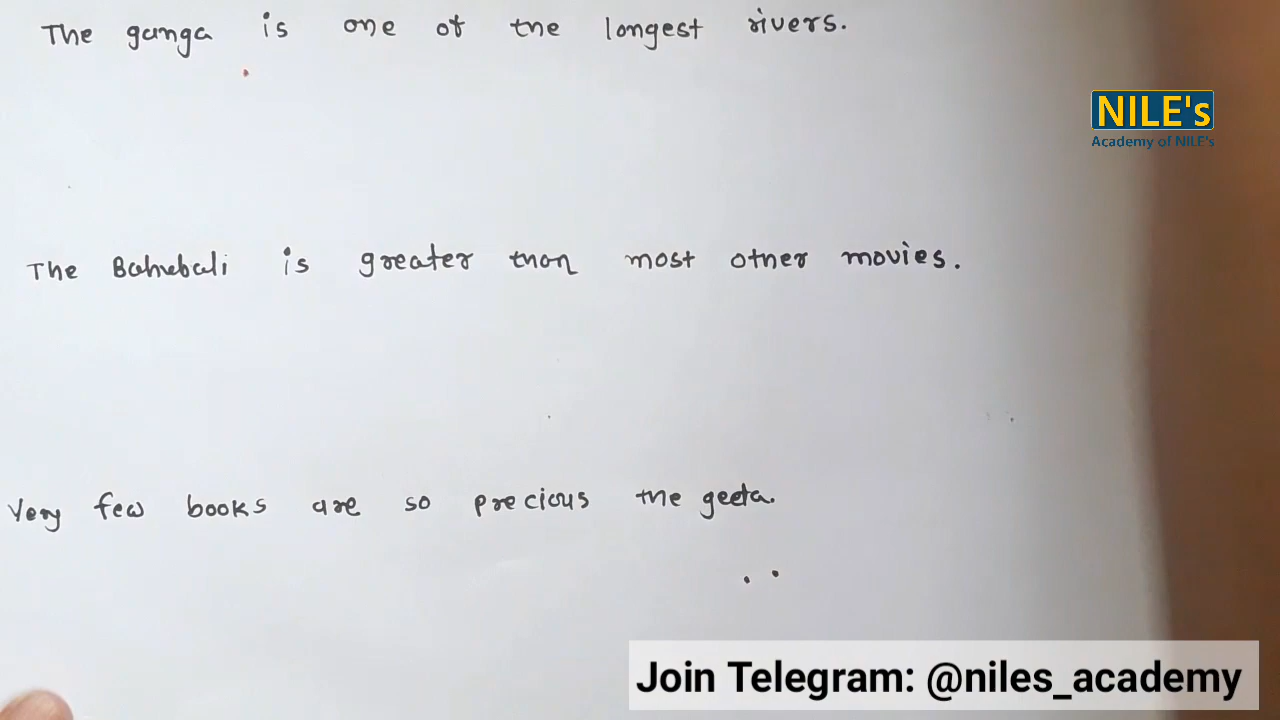 The ganga is one of the longest rivers.
NILE's
Academy of NILE's
The Bahubali is greater than most other movies.
Very few books are so precious the geeta.
Join Telegram: @niles_academy